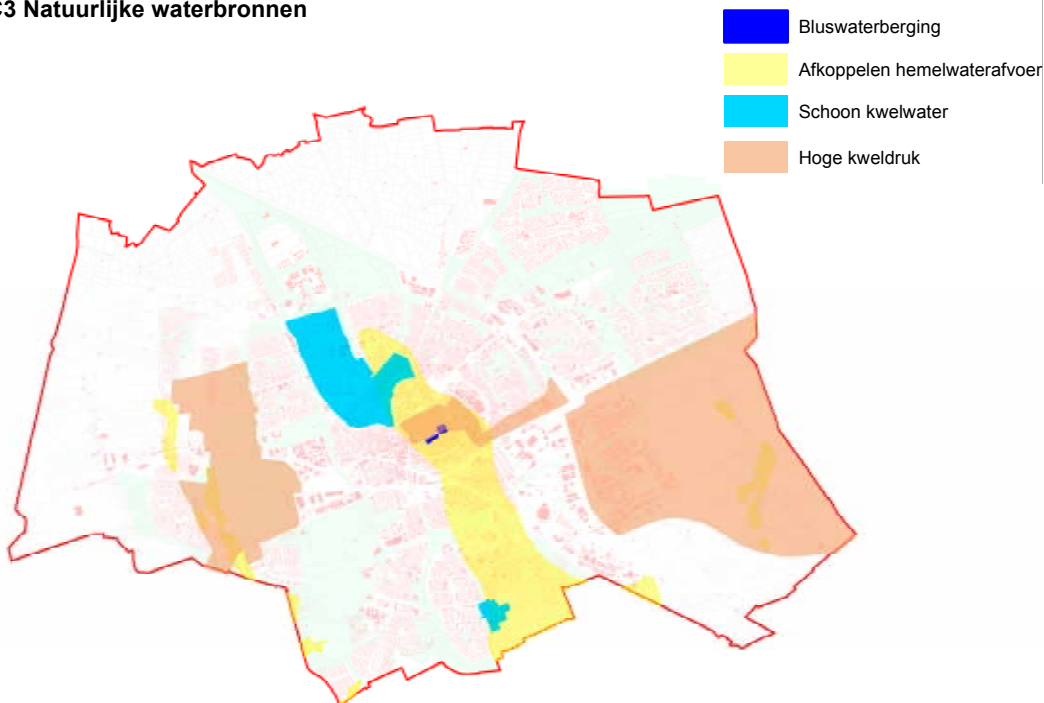 3 Natuurlijke waterbronnen
Bluswaterberging
Afkoppelen hemelwaterafvoer
Schoon kwelwater
Hoge kweldruk